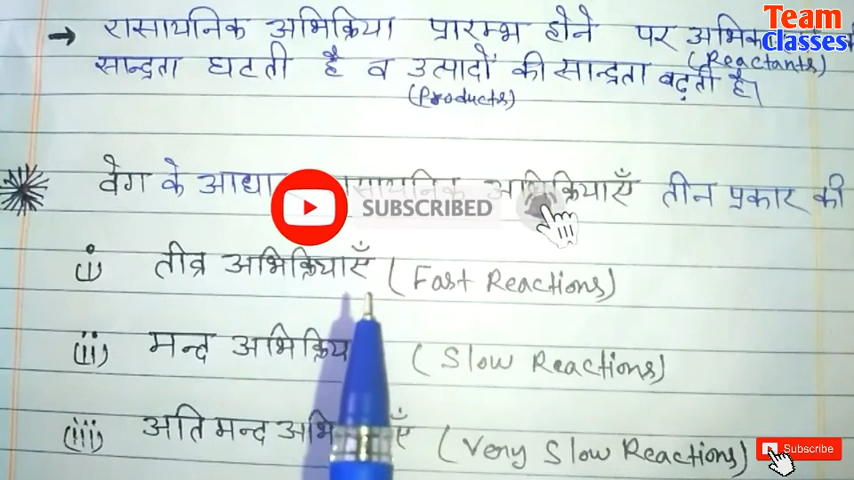 Team
→ रासायनिक अभिक्रिया प्रारम्भ होने पर
Classes
(Reactants)
सान्द्रता घटती है व उत्पादों की सान्द्रता बढ़ती है।
(Products)
वेग के रासायनिक अभिक्रियाएँ तीन प्रकार की
SUBSCRIBED
(i) तीव्र अभिक्रियाएँ (Fast Reactions)
(ii) मन्द (Slow Reactions)
(iii) अति मन्द (Very Slow Reactions)
Subscribe